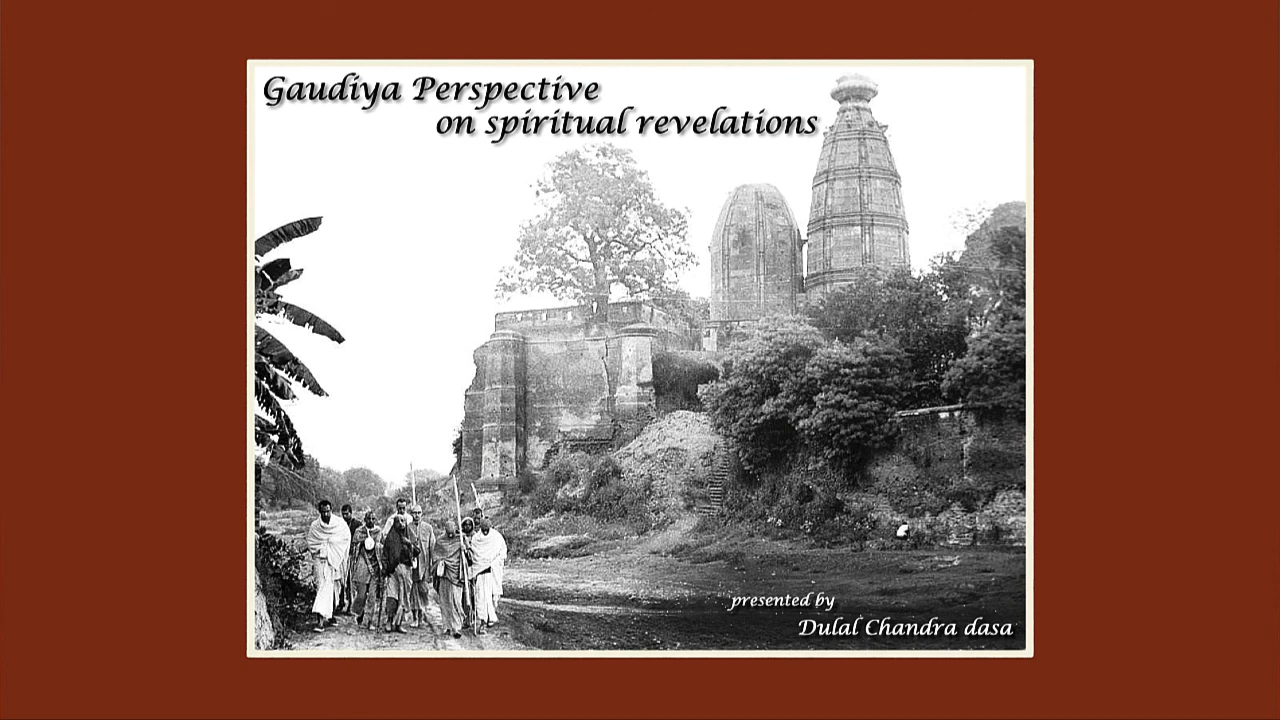 Gaudiya Perspective
on spiritual revelations
presented by
Dulal Chandra dasa